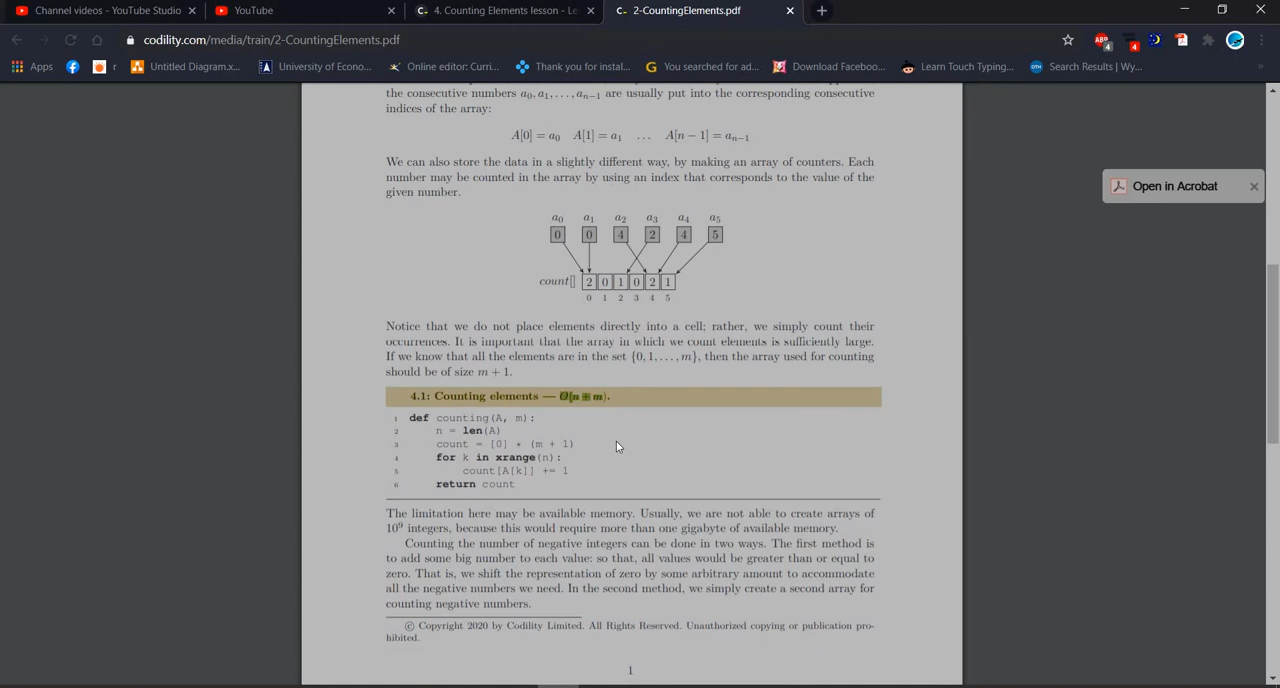 Channel videos - YouTube Studio
YouTube
4. Counting Elements lesson - Le
2-CountingElements.pdf
codility.com/media/train/2-CountingElements.pdf
4
4
Apps
r
Untitled Diagram.x...
University of Econo...
Online editor: Curri...
Thank you for instal...
G You searched for ad...
Download Faceboo...
Learn Touch Typing...
OTH Search Results | Wy...
the consecutive numbers a0, a1, . . . , an−1 are usually put into the corresponding consecutive
indices of the array:
A[0] = a0 A[1] = a1 . . . A[n − 1] = an−1
We can also store the data in a slightly different way, by making an array of counters. Each
number may be counted in the array by using an index that corresponds to the value of the
given number.
a0 a1 a2 a3 a4 a5
0 0 4 2 4 5
count[] 2 0 1 0 2 1
0 1 2 3 4 5
Notice that we do not place elements directly into a cell; rather, we simply count their
occurrences. It is important that the array in which we count elements is sufficiently large.
If we know that all the elements are in the set {0, 1, . . . , m}, then the array used for counting
should be of size m + 1.
4.1: Counting elements — O(n + m).
1 def counting(A, m):
2 n = len(A)
3 count = [0] * (m + 1)
4 for k in xrange(n):
5 count[A[k]] += 1
6 return count
The limitation here may be available memory. Usually, we are not able to create arrays of
10⁹ integers, because this would require more than one gigabyte of available memory.
Counting the number of negative integers can be done in two ways. The first method is
to add some big number to each value: so that, all values would be greater than or equal to
zero. That is, we shift the representation of zero by some arbitrary amount to accommodate
all the negative numbers we need. In the second method, we simply create a second array for
counting negative numbers.
© Copyright 2020 by Codility Limited. All Rights Reserved. Unauthorized copying or publication pro-
hibited.
1
Open in Acrobat